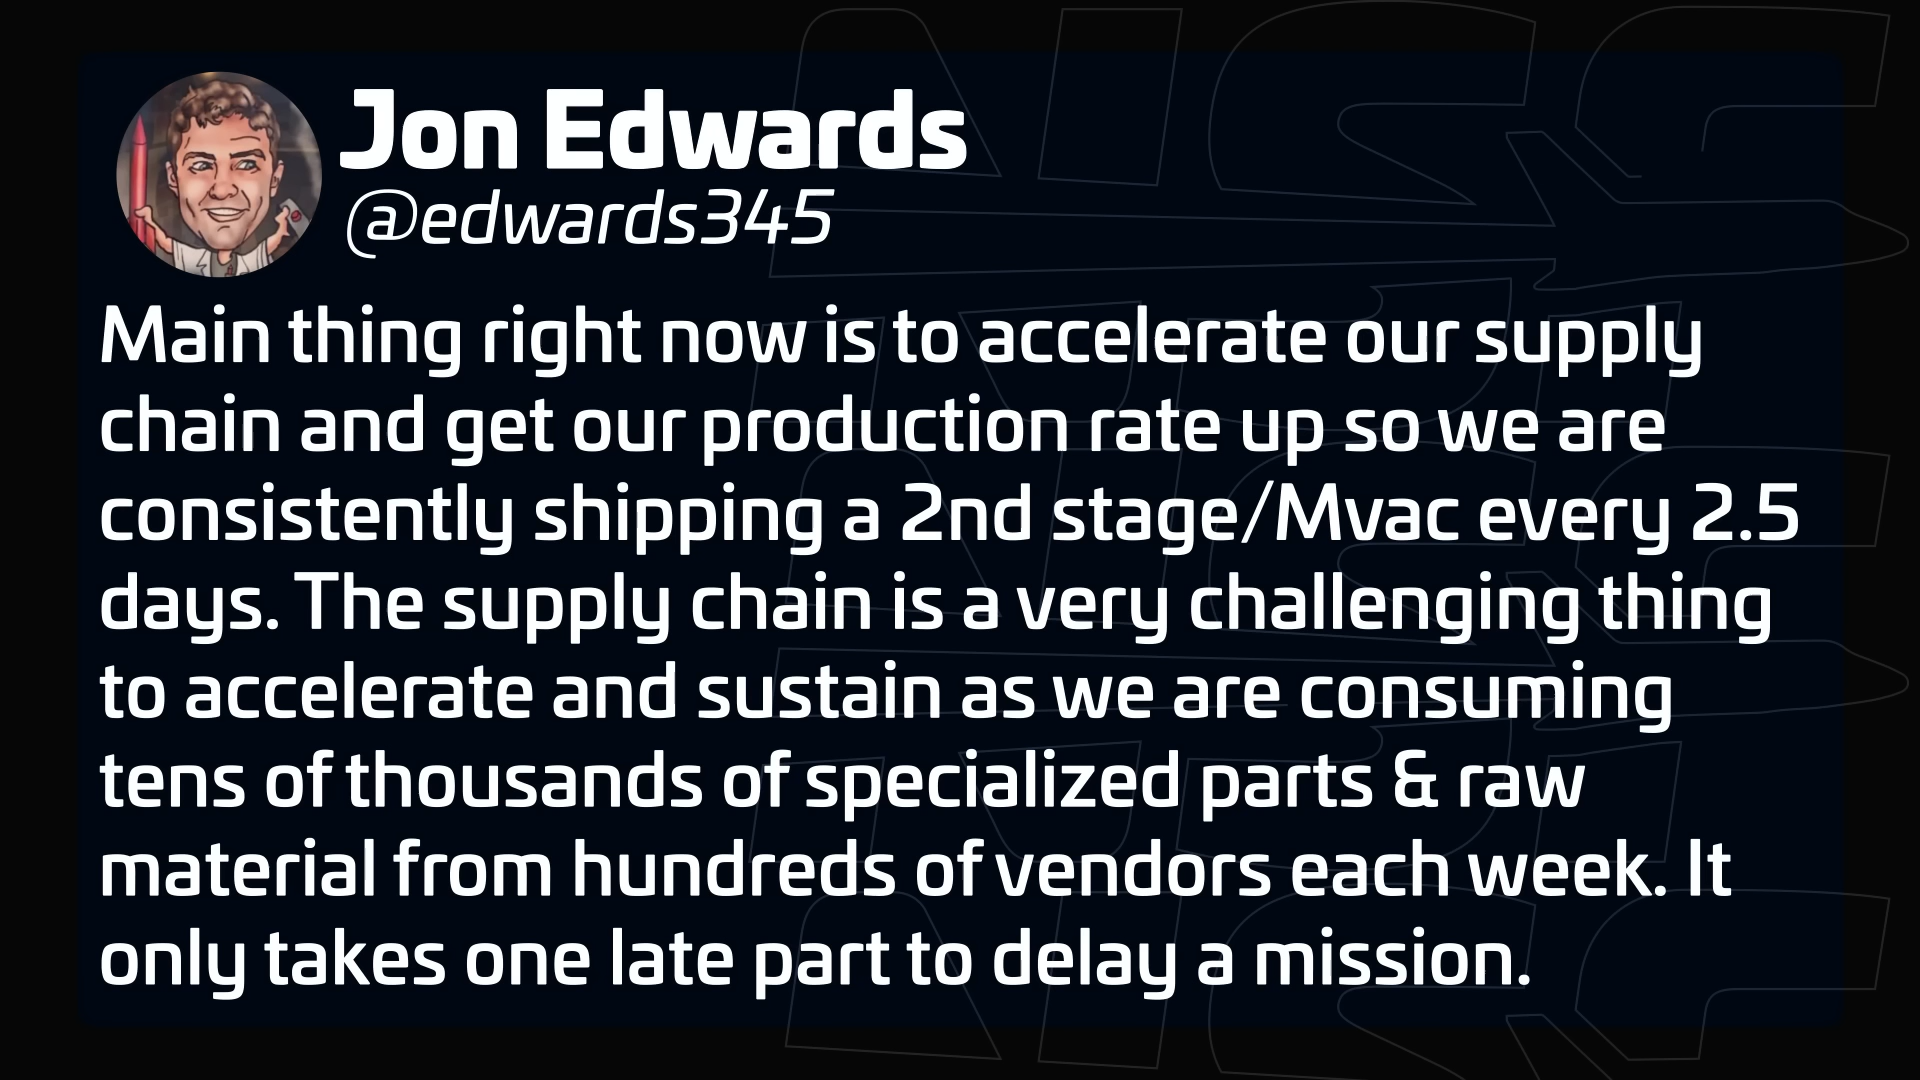 Jon Edwards
@edwards345
Main thing right now is to accelerate our supply
chain and get our production rate up so we are
consistently shipping a 2nd stage/Mvac every 2.5
days. The supply chain is a very challenging thing
to accelerate and sustain as we are consuming
tens of thousands of specialized parts & raw
material from hundreds of vendors each week. It
only takes one late part to delay a mission.